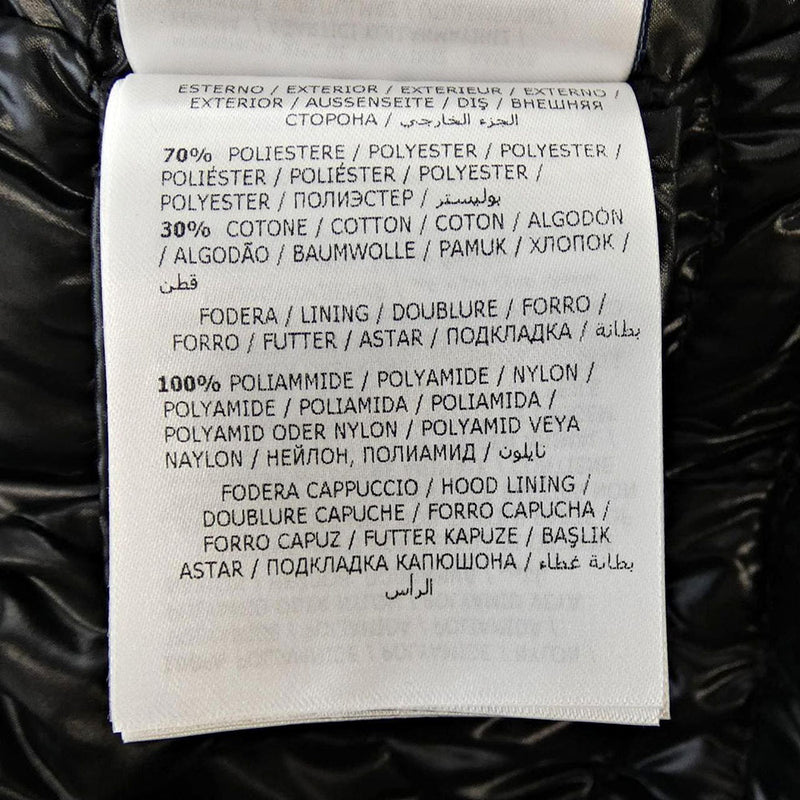 ESTERNO / EXTERIOR / EXTERIEUR / EXTERNO /
EXTERIOR / AUSSENSEITE / DIŞ / ВНЕШНЯЯ
СТОРОНА / الجزء الخارجي
70% POLIESTERE / POLYESTER / POLYESTER /
POLIÉSTER / POLIÉSTER / POLYESTER /
POLYESTER / ПОЛИЭСТЕР / بوليستر
30% COTONE / COTTON / COTON / ALGODÓN
/ ALGODÃO / BAUMWOLLE / PAMUK / ХЛОПОК /
قطن
FODERA / LINING / DOUBLURE / FORRO /
FORRO / FUTTER / ASTAR / ПОДКЛАДКА / بطانة
100% POLIAMMIDE / POLYAMIDE / NYLON /
POLYAMIDE / POLIAMIDA / POLIAMIDA /
POLYAMID ODER NYLON / POLYAMID VEYA
NAYLON / НЕЙЛОН, ПОЛИАМИД / نايلون
FODERA CAPPUCCIO / HOOD LINING /
DOUBLURE CAPUCHE / FORRO CAPUCHA /
FORRO CAPUZ / FUTTER KAPUZE / BAŞLIK
ASTAR / ПОДКЛАДКА КАПЮШОНА / بطانة غطاء
الرأس